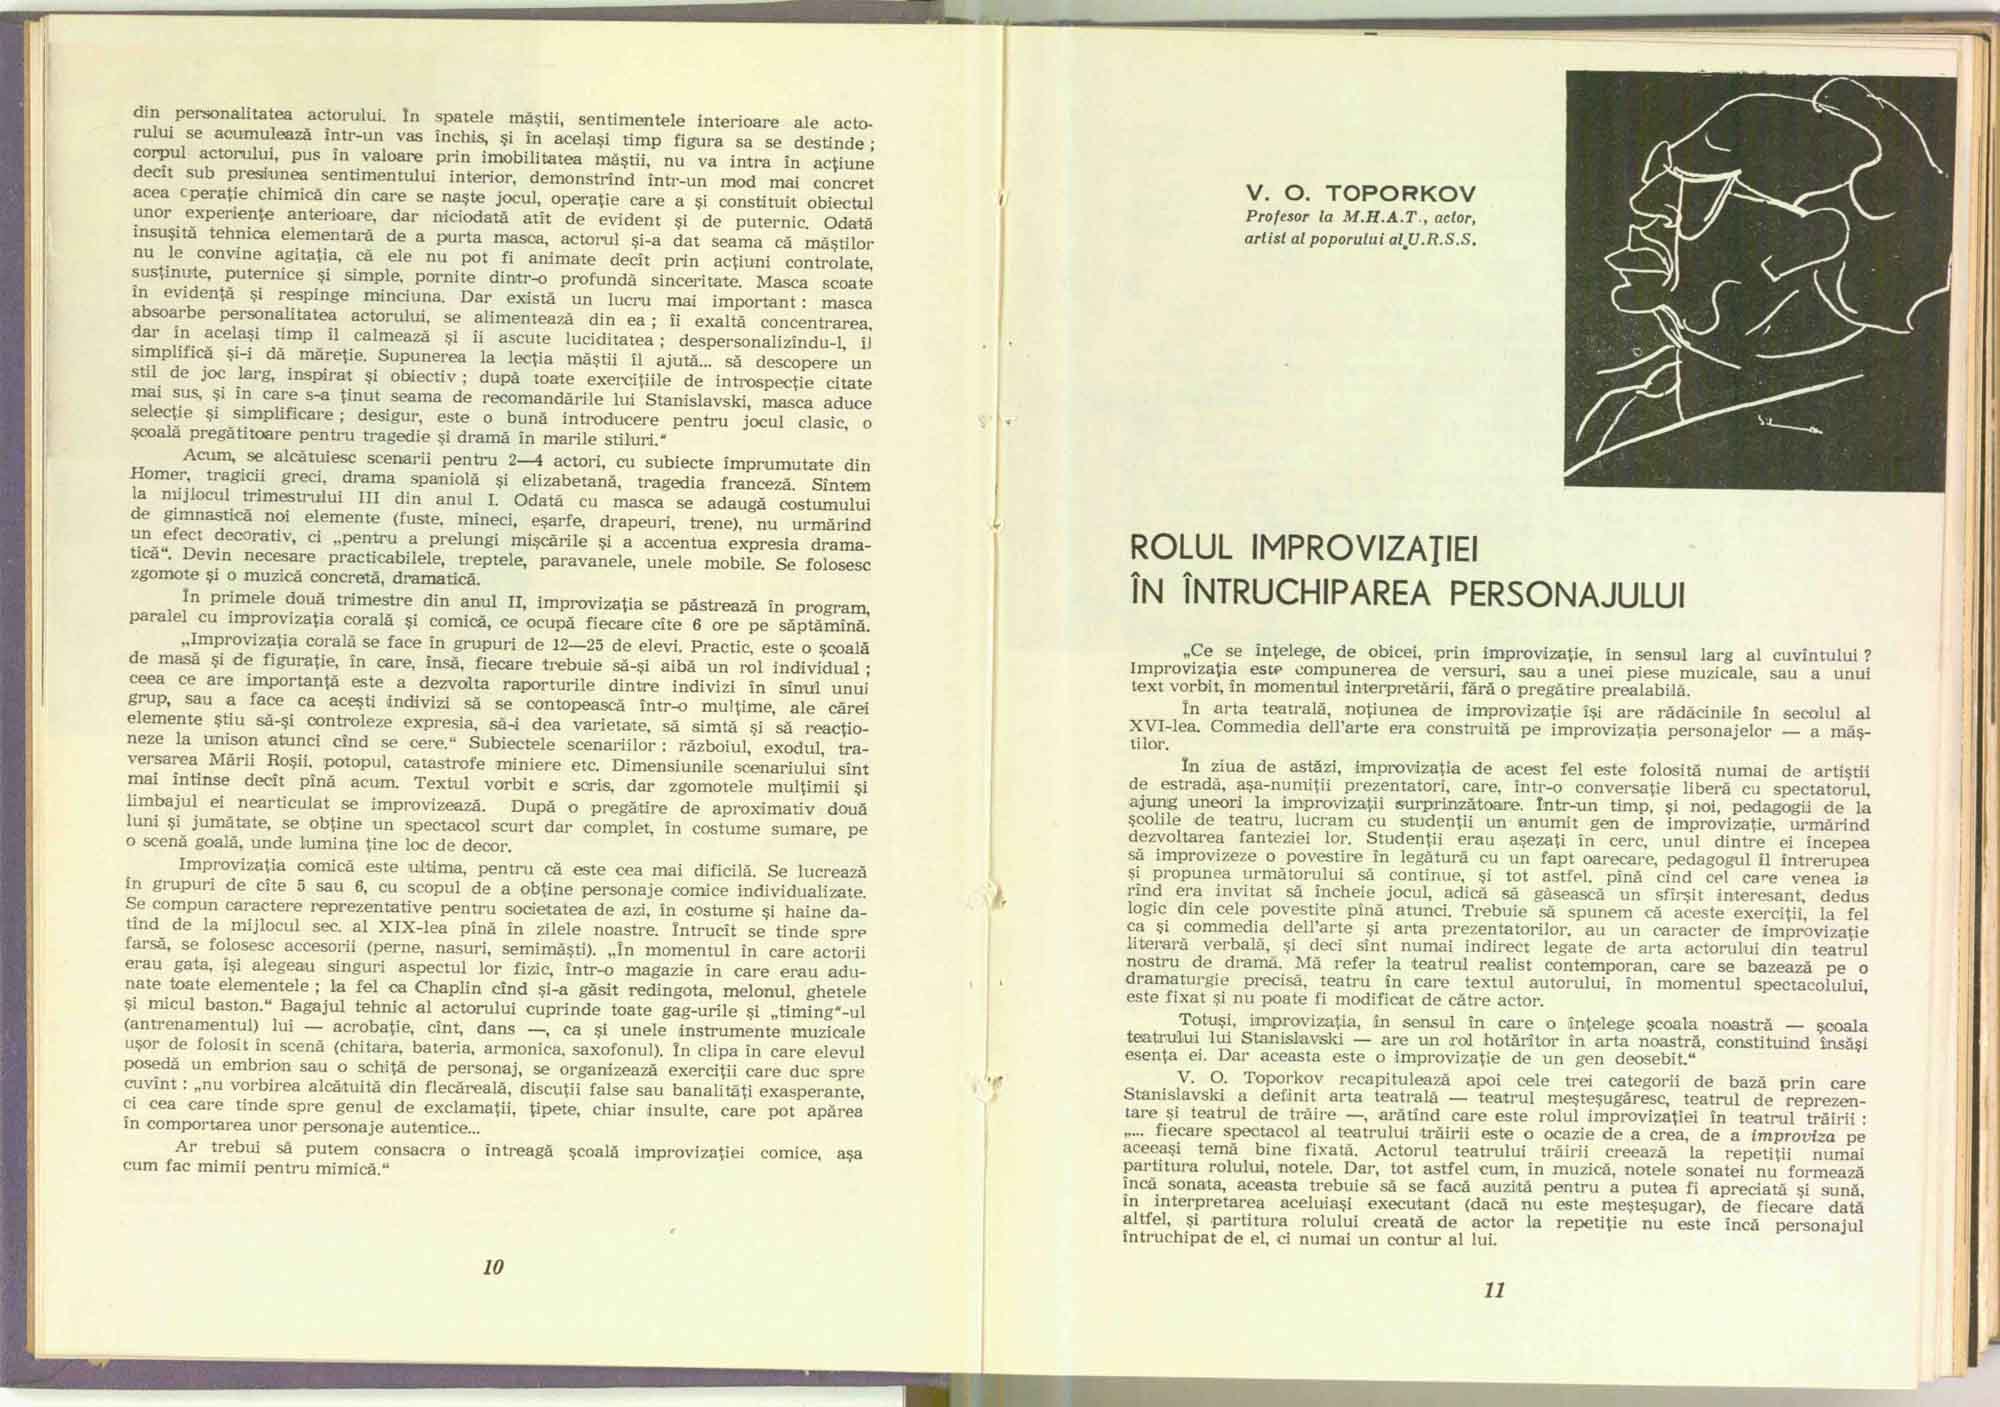 din personalitatea actorului. În spatele măștii, sentimentele interioare ale acto-
rului se acumulează într-un vas închis, și în același timp figura sa se destinde ;
corpul actorului, pus în valoare prin imobilitatea măștii, nu va intra în acțiune
decît sub presiunea sentimentului interior, demonstrînd într-un mod mai concret
acea operație chimică din care se naște jocul, operație care a și constituit obiectul
unor experiențe anterioare, dar niciodată atît de evident și de puternic. Odată
însușită tehnica elementară de a purta masca, actorul și-a dat seama că măștilor
nu le convine agitația, că ele nu pot fi animate decît prin acțiuni controlate,
susținute, puternice și simple, pornite dintr-o profundă sinceritate. Masca scoate
în evidență și respinge minciuna. Dar există un lucru mai important : masca
absoarbe personalitatea actorului, se alimentează din ea ; îi exaltă concentrarea,
dar în același timp îl calmează și îi ascute luciditatea ; despersonalizîndu-l, îl
simplifică și-i dă măreție. Supunerea la lecția măștii îl ajută... să descopere un
stil de joc larg, inspirat și obiectiv ; după toate exercițiile de introspecție citate
mai sus, și în care s-a ținut seama de recomandările lui Stanislavski, masca aduce
selecție și simplificare ; desigur, este o bună introducere pentru jocul clasic, o
școală pregătitoare pentru tragedie și dramă în marile stiluri.“
Acum, se alcătuiesc scenarii pentru 2—4 actori, cu subiecte împrumutate din
Homer, tragicii greci, drama spaniolă și elizabetană, tragedia franceză. Sîntem
la mijlocul trimestrului III din anul I. Odată cu masca se adaugă costumului
de gimnastică noi elemente (fuste, mîneci, eșarfe, drapeuri, trene), nu urmărind
un efect decorativ, ci „pentru a prelungi mișcările și a accentua expresia drama-
tică“. Devin necesare practicabilele, treptele, paravanele, unele mobile. Se folosesc
zgomote și o muzică concretă, dramatică.
În primele două trimestre din anul II, improvizația se păstrează în program,
paralel cu improvizația corală și comică, ce ocupă fiecare cîte 6 ore pe săptămînă.
„Improvizația corală se face în grupuri de 12—25 de elevi. Practic, este o școală
de masă și de figurație, în care, însă, fiecare trebuie să-și aibă un rol individual ;
ceea ce are importanță este a dezvolta raporturile dintre indivizi în sînul unui
grup, sau a face ca acești indivizi să se contopească într-o mulțime, ale cărei
elemente știu să-și controleze expresia, să-i dea varietate, să simtă și să reacțio-
neze la unison atunci cînd se cere.“ Subiectele scenariilor : războiul, exodul, tra-
versarea Mării Roșii, potopul, catastrofe miniere etc. Dimensiunile scenariului sînt
mai întinse decît pînă acum. Textul vorbit e scris, dar zgomotele mulțimii și
limbajul ei nearticulat se improvizează. După o pregătire de aproximativ două
luni și jumătate, se obține un spectacol scurt dar complet, în costume sumare, pe
o scenă goală, unde lumina ține loc de decor.
Improvizația comică este ultima, pentru că este cea mai dificilă. Se lucrează
în grupuri de cîte 5 sau 6, cu scopul de a obține personaje comice individualizate.
Se compun caractere reprezentative pentru societatea de azi, în costume și haine da-
tînd de la mijlocul sec. al XIX-lea pînă în zilele noastre. Întrucît se tinde spre
farsă, se folosesc accesorii (perne, nasuri, semimăști). „În momentul în care actorii
erau gata, își alegeau singuri aspectul lor fizic, într-o magazie în care erau adu-
nate toate elementele ; la fel ca Chaplin cînd și-a găsit redingota, melonul, ghetele
și micul baston.“ Bagajul tehnic al actorului cuprinde toate gag-urile și „timing“-ul
(antrenamentul) lui — acrobație, cînt, dans —, ca și unele instrumente muzicale
ușor de folosit în scenă (chitara, bateria, armonica, saxofonul). În clipa în care elevul
posedă un embrion sau o schiță de personaj, se organizează exerciții care duc spre
cuvînt : „nu vorbirea alcătuită din flecăreală, discuții false sau banalități exasperante,
ci cea care tinde spre genul de exclamații, țipete, chiar insulte, care pot apărea
în comportarea unor personaje autentice...
Ar trebui să putem consacra o întreagă școală improvizației comice, așa
cum fac mimii pentru mimică.“
10
V. O. TOPORKOV
Profesor la M.H.A.T., actor,
artist al poporului al U.R.S.S.
ROLUL IMPROVIZAȚIEI
ÎN ÎNTRUCHIPAREA PERSONAJULUI
„Ce se înțelege, de obicei, prin improvizație, în sensul larg al cuvîntului ?
Improvizația este compunerea de versuri, sau a unei piese muzicale, sau a unui
text vorbit, în momentul interpretării, fără o pregătire prealabilă.
În arta teatrală, noțiunea de improvizație își are rădăcinile în secolul al
XVI-lea. Commedia dell’arte era construită pe improvizația personajelor — a măș-
tilor.
În ziua de astăzi, improvizația de acest fel este folosită numai de artiștii
de estradă, așa-numiții prezentatori, care, într-o conversație liberă cu spectatorul,
ajung uneori la improvizații surprinzătoare. Într-un timp, și noi, pedagogii de la
școlile de teatru, lucram cu studenții un anumit gen de improvizație, urmărind
dezvoltarea fanteziei lor. Studenții erau așezați în cerc, unul dintre ei începea
să improvizeze o povestire în legătură cu un fapt oarecare, pedagogul îl întrerupea
și propunea următorului să continue, și tot astfel, pînă cînd cel care venea la
rînd era invitat să încheie jocul, adică să găsească un sfîrșit interesant, dedus
logic din cele povestite pînă atunci. Trebuie să spunem că aceste exerciții, la fel
ca și commedia dell’arte și arta prezentatorilor, au un caracter de improvizație
literară verbală, și deci sînt numai indirect legate de arta actorului din teatrul
nostru de dramă. Mă refer la teatrul realist contemporan, care se bazează pe o
dramaturgie precisă, teatru în care textul autorului, în momentul spectacolului,
este fixat și nu poate fi modificat de către actor.
Totuși, improvizația, în sensul în care o înțelege școala noastră — școala
teatrului lui Stanislavski — are un rol hotărîtor în arta noastră, constituind însăși
esența ei. Dar aceasta este o improvizație de un gen deosebit.“
V. O. Toporkov recapitulează apoi cele trei categorii de bază prin care
Stanislavski a definit arta teatrală — teatrul meșteșugăresc, teatrul de reprezen-
tare și teatrul de trăire —, arătînd care este rolul improvizației în teatrul trăirii :
„... fiecare spectacol al teatrului trăirii este o ocazie de a crea, de a improviza pe
aceeași temă bine fixată. Actorul teatrului trăirii creează la repetiții numai
partitura rolului, notele. Dar, tot astfel cum, în muzică, notele sonatei nu formează
încă sonata, aceasta trebuie să se facă auzită pentru a putea fi apreciată și sună,
în interpretarea aceluiași executant (dacă nu este meșteșugar), de fiecare dată
altfel, și partitura rolului creată de actor la repetiție nu este încă personajul
întruchipat de el, ci numai un contur al lui.
11